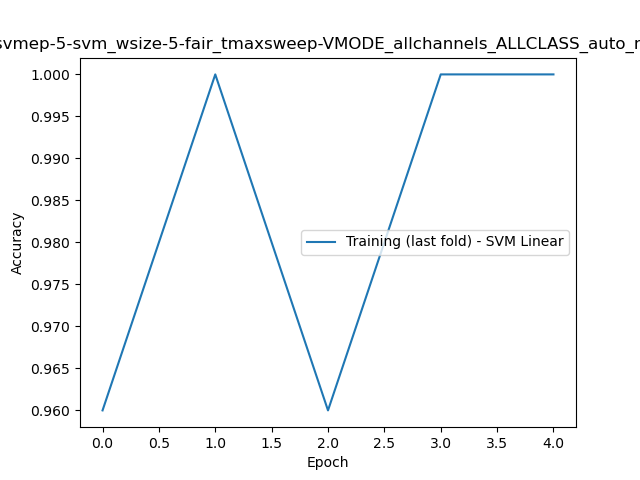 svmep-5-svm_wsize-5-fair_tmaxsweep-VMODE_allchannels_ALLCLASS_auto_r
1.000
0.995
0.990
0.985
0.980
0.975
0.970
0.965
0.960
Accuracy
Training (last fold) - SVM Linear
0.0 0.5 1.0 1.5 2.0 2.5 3.0 3.5 4.0
Epoch